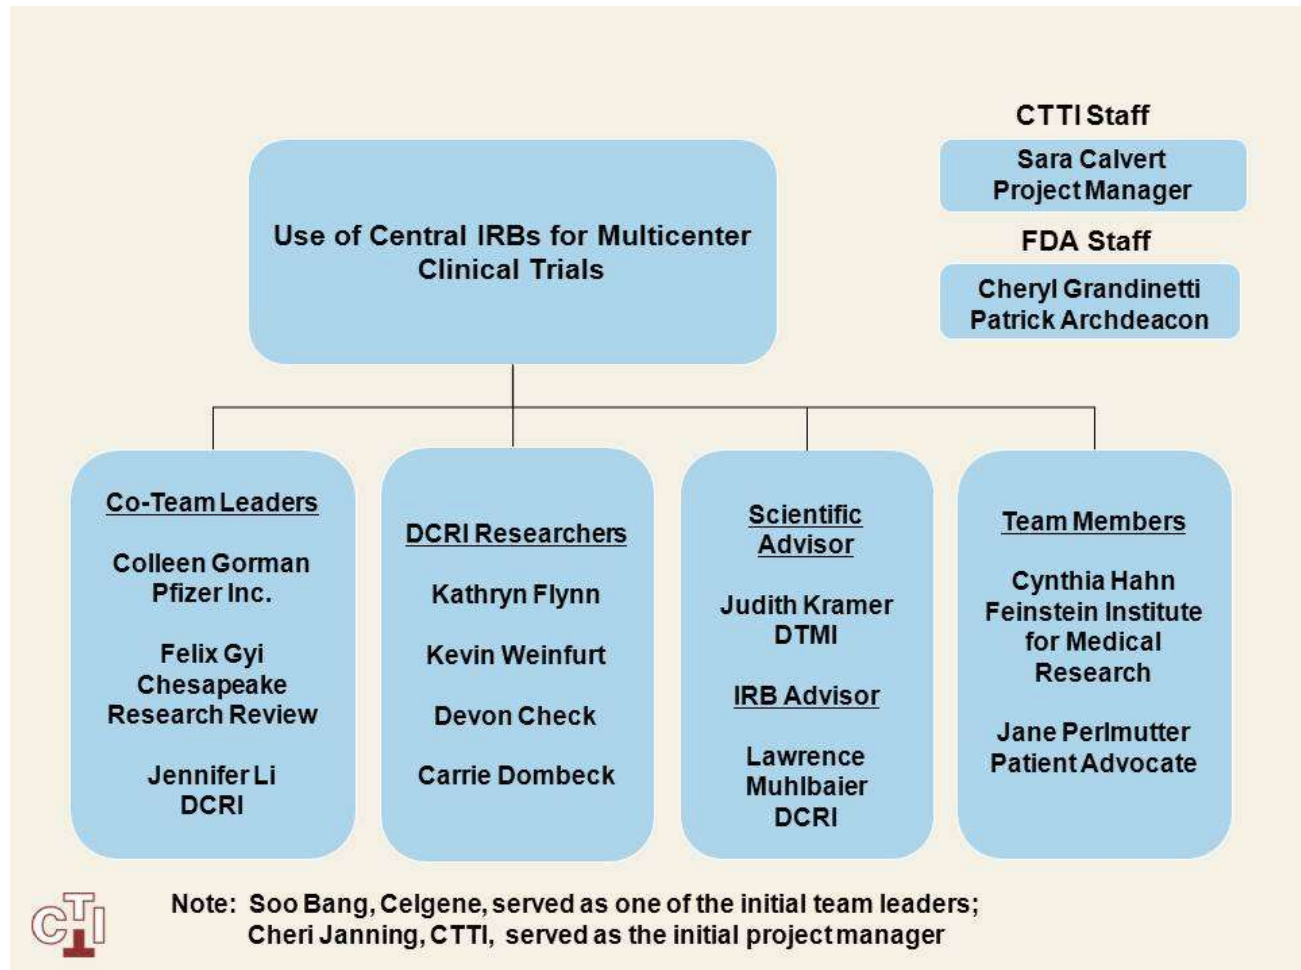 CTTI Staff
Sara Calvert
Project Manager
FDA Staff
Cheryl Grandinetti
Patrick Archdeacon
Use of Central IRBs for Multicenter
Clinical Trials
Co-Team Leaders
Colleen Gorman
Pfizer Inc.
Felix Gyi
Chesapeake
Research Review
Jennifer Li
DCRI
DCRI Researchers
Kathryn Flynn
Kevin Weinfurt
Devon Check
Carrie Dombeck
Scientific
Advisor
Judith Kramer
DTMI
IRB Advisor
Lawrence
Muhlbaier
DCRI
Team Members
Cynthia Hahn
Feinstein Institute
for Medical
Research
Jane Perlmutter
Patient Advocate
CTTI
Note: Soo Bang, Celgene, served as one of the initial team leaders;
Cheri Janning, CTTI, served as the initial project manager